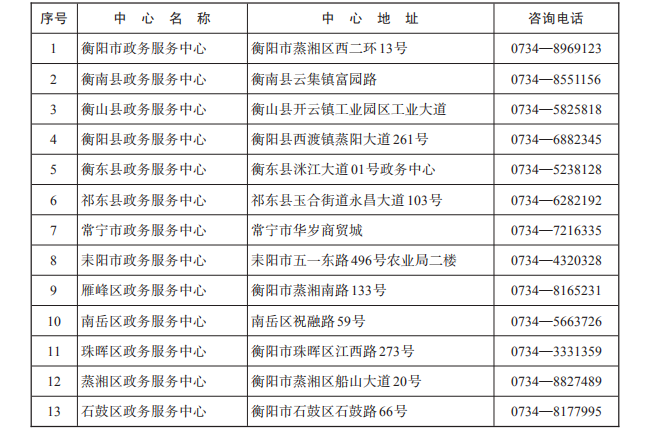 序号 中 心 名 称 中 心 地 址 咨询电话
1 衡阳市政务服务中心 衡阳市蒸湘区西二环13号 0734—8969123
2 衡南县政务服务中心 衡南县云集镇富园路 0734—8551156
3 衡山县政务服务中心 衡山县开云镇工业园区工业大道 0734—5825818
4 衡阳县政务服务中心 衡阳县西渡镇蒸阳大道261号 0734—6882345
5 衡东县政务服务中心 衡东县洣江大道01号政务中心 0734—5238128
6 祁东县政务服务中心 祁东县玉合街道永昌大道103号 0734—6282192
7 常宁市政务服务中心 常宁市华岁商贸城 0734—7216335
8 耒阳市政务服务中心 耒阳市五一东路496号农业局二楼 0734—4320328
9 雁峰区政务服务中心 衡阳市蒸湘南路133号 0734—8165231
10 南岳区政务服务中心 南岳区祝融路59号 0734—5663726
11 珠晖区政务服务中心 衡阳市珠晖区江西路273号 0734—3331359
12 蒸湘区政务服务中心 衡阳市蒸湘区船山大道20号 0734—8827489
13 石鼓区政务服务中心 衡阳市石鼓区石鼓路66号 0734—8177995